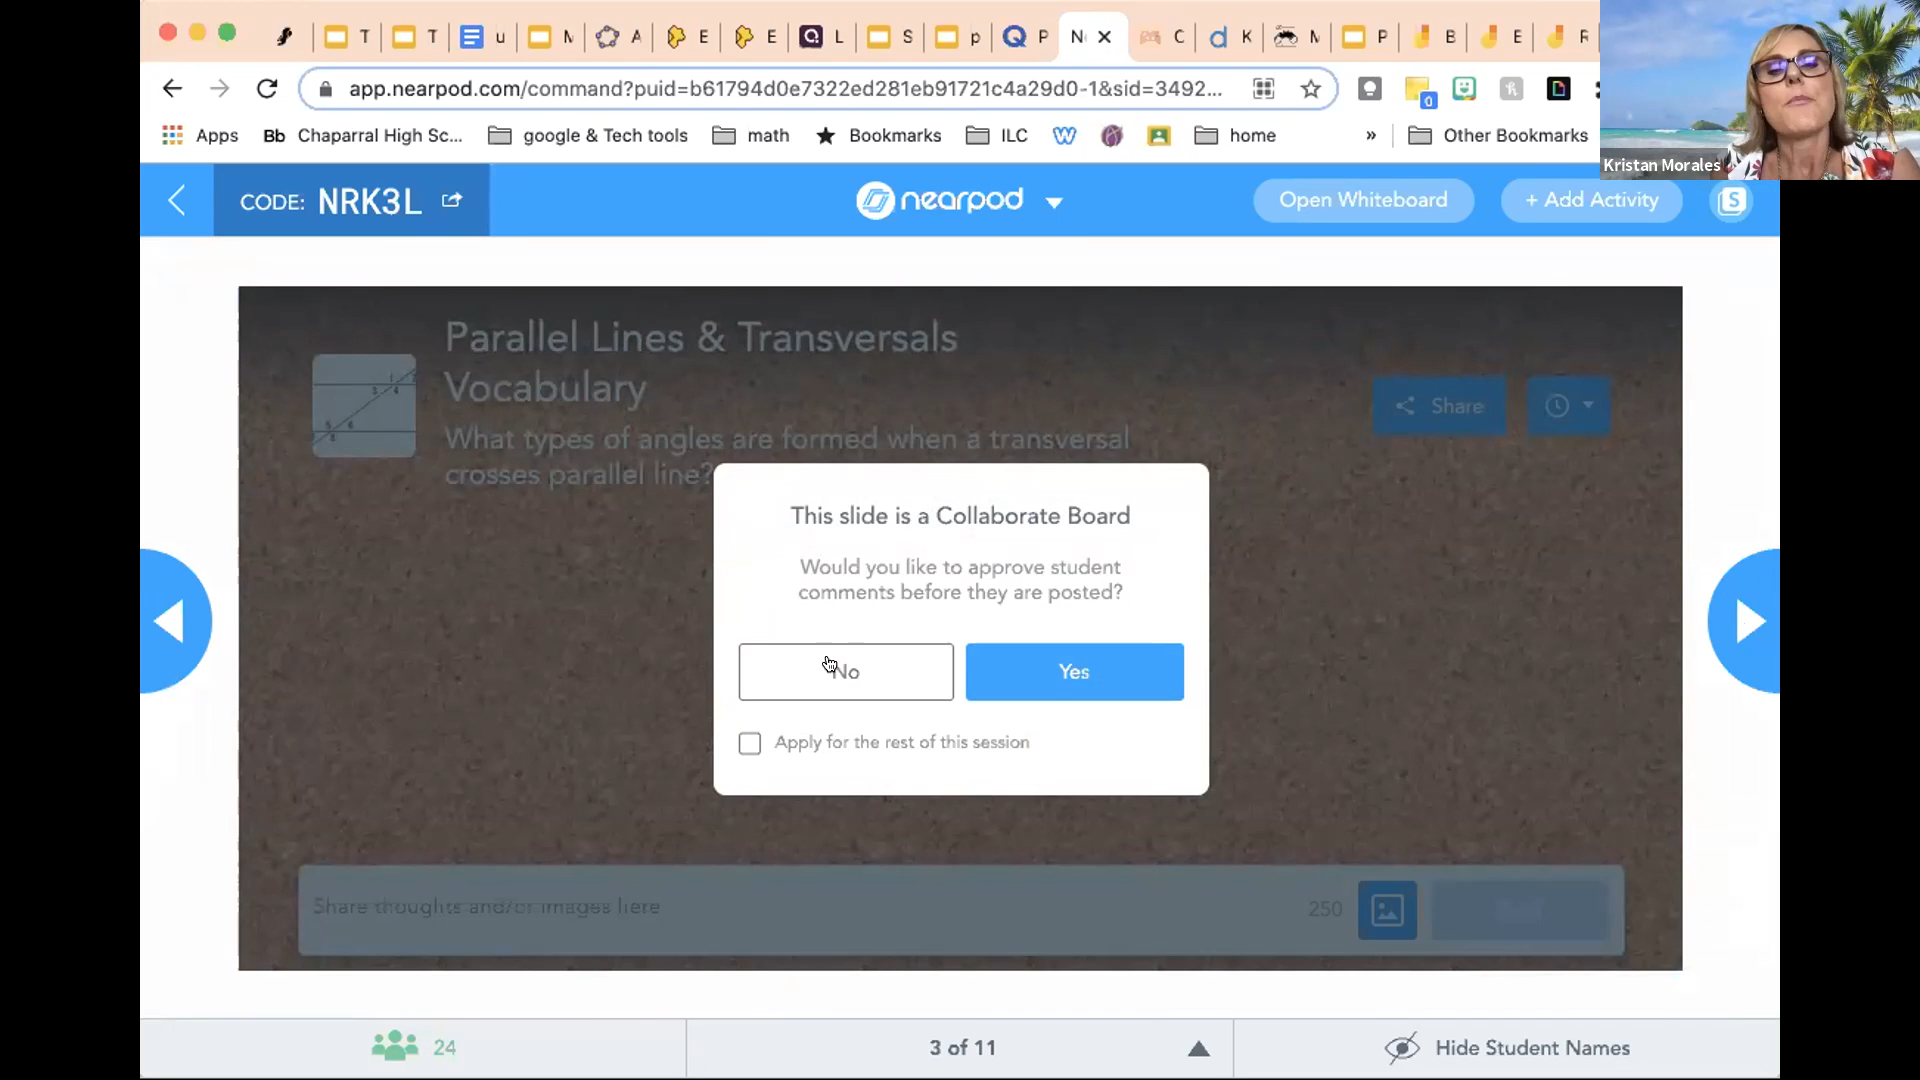 T
T
u
M
A
E
E
L
S
p
P
N
C
K
M
P
B
E
R
app.nearpod.com/command?puid=b61794d0e7322ed281eb91721c4a29d0-1&sid=3492...
0
Apps
Bb Chaparral High Sc...
google & Tech tools
math
Bookmarks
ILC
home
»
Other Bookmarks
Kristan Morales
CODE: NRK3L
nearpod
Open Whiteboard
+ Add Activity
S
Parallel Lines & Transversals
Vocabulary
What types of angles are formed when a transversal
crosses parallel line?
Share
This slide is a Collaborate Board
Would you like to approve student
comments before they are posted?
No
Yes
Apply for the rest of this session
Share thoughts and/or images here
250
24
3 of 11
Hide Student Names